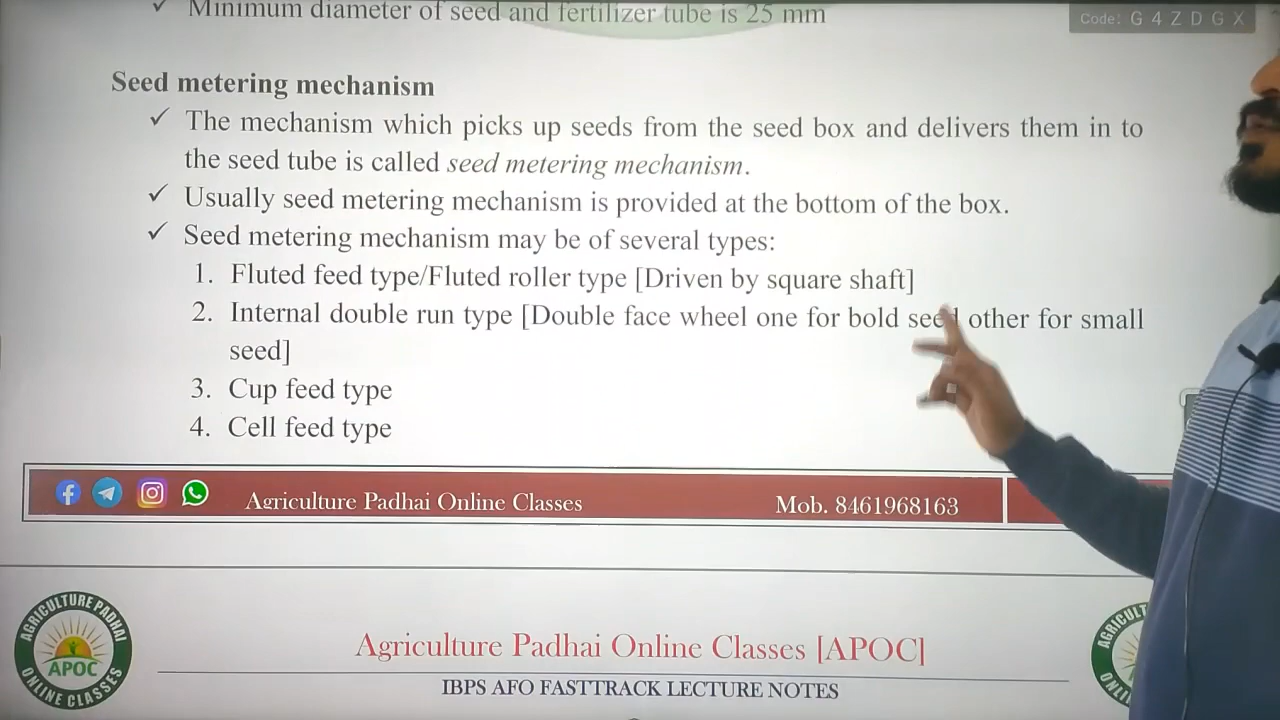 ✓ Minimum diameter of seed and fertilizer tube is 25 mm
Code: G 4 Z D G X
Seed metering mechanism
✓ The mechanism which picks up seeds from the seed box and delivers them in to
the seed tube is called seed metering mechanism.
✓ Usually seed metering mechanism is provided at the bottom of the box.
✓ Seed metering mechanism may be of several types:
1. Fluted feed type/Fluted roller type [Driven by square shaft]
2. Internal double run type [Double face wheel one for bold seed other for small
seed]
3. Cup feed type
4. Cell feed type
Agriculture Padhai Online Classes Mob. 8461968163
AGRICULTURE PADHAI
APOC
ONLINE CLASSES
Agriculture Padhai Online Classes [APOC]
IBPS AFO FASTTRACK LECTURE NOTES